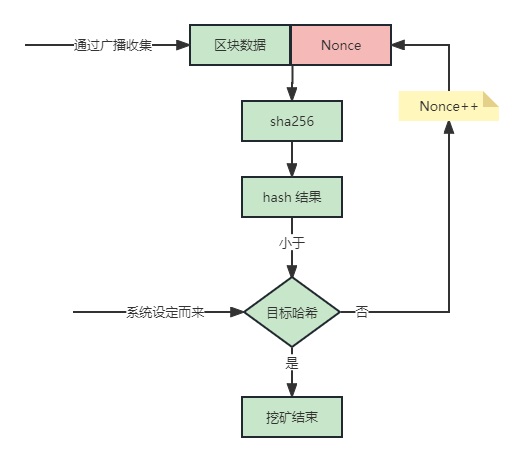 通过广播收集
区块数据
Nonce
Nonce++
sha256
hash 结果
小于
系统设定而来
目标哈希
否
是
挖矿结束